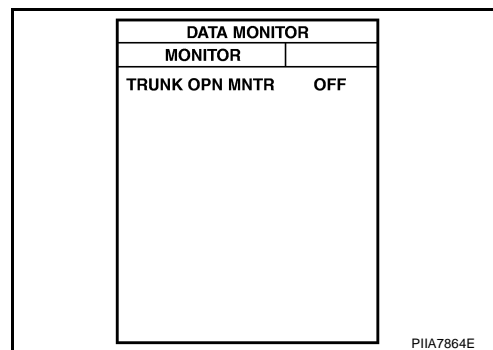 DATA MONITOR
MONITOR
TRUNK OPN MNTR OFF
PIIA7864E